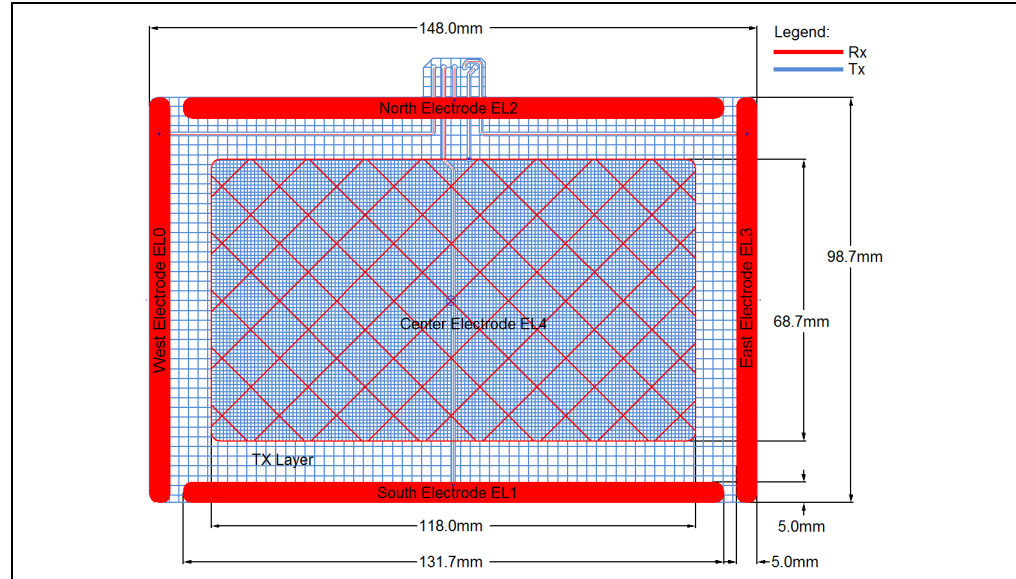 148.0mm
Legend:
Rx
Tx
North Electrode EL2
West Electrode EL0
East Electrode EL3
98.7mm
68.7mm
Center Electrode EL4
TX Layer
South Electrode EL1
118.0mm
5.0mm
131.7mm
5.0mm